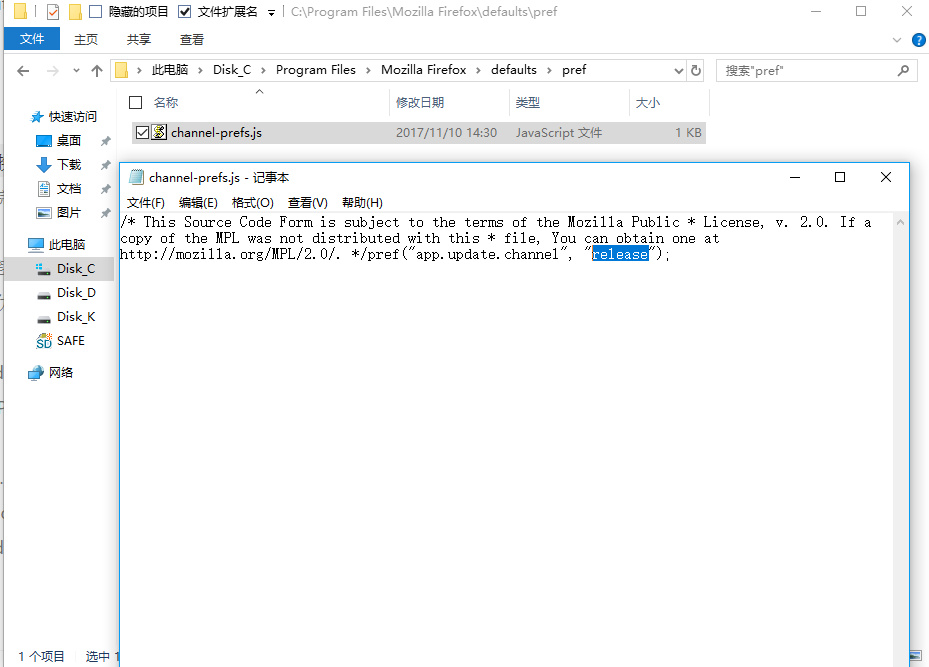 隐藏的项目 文件扩展名 C:\Program Files\Mozilla Firefox\defaults\pref
文件 主页 共享 查看
此电脑 Disk_C Program Files Mozilla Firefox defaults pref 搜索"pref"
名称 修改日期 类型 大小
channel-prefs.js 2017/11/10 14:30 JavaScript 文件 1 KB
快速访问
桌面
下载
文档
图片
此电脑
Disk_C
Disk_D
Disk_K
SD SAFE
网络
channel-prefs.js - 记事本
文件(F) 编辑(E) 格式(O) 查看(V) 帮助(H)
/* This Source Code Form is subject to the terms of the Mozilla Public * License, v. 2.0. If a
copy of the MPL was not distributed with this * file, You can obtain one at
http://mozilla.org/MPL/2.0/. */pref("app.update.channel", "release");
1 个项目 选中 1